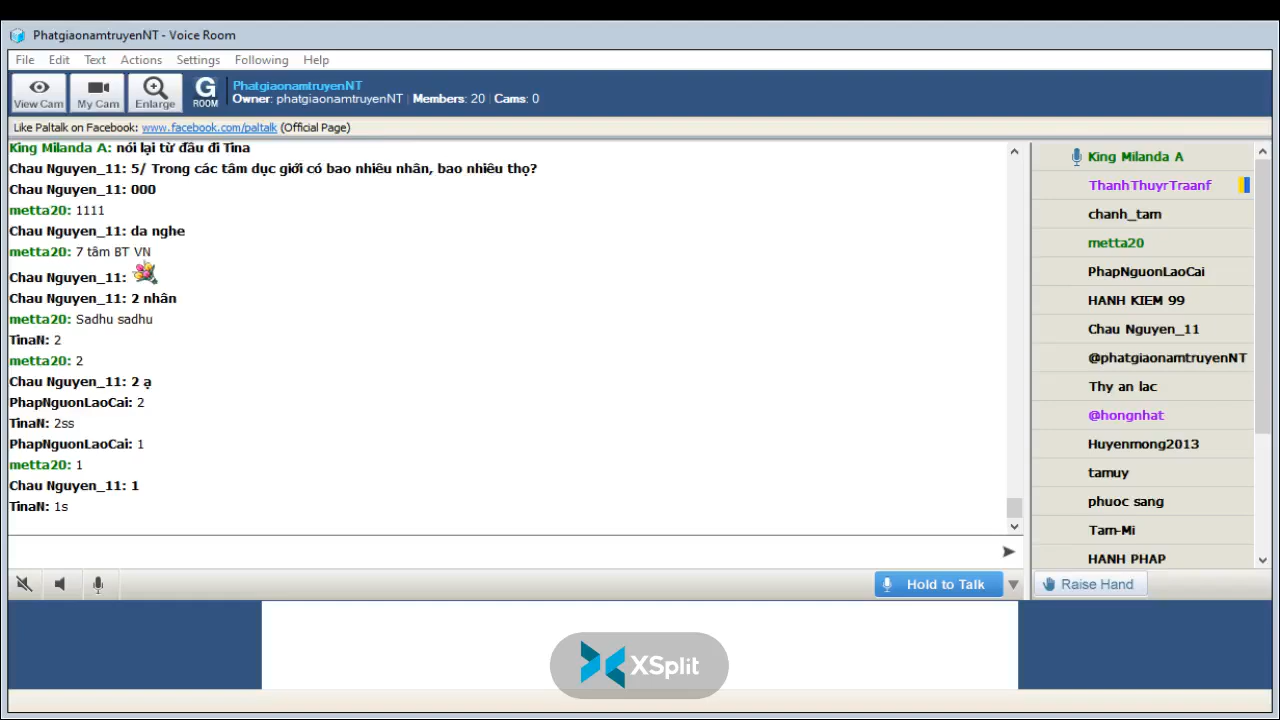 PhatgiaonamtruyenNT - Voice Room
File Edit Text Actions Settings Following Help
View Cam
My Cam
Enlarge
G
ROOM
PhatgiaonamtruyenNT
Owner: phatgiaonamtruyenNT | Members: 20 | Cams: 0
Like Paltalk on Facebook: www.facebook.com/paltalk (Official Page)
King Milanda A: nói lại từ đầu đi Tina
Chau Nguyen_11: 5/ Trong các tâm dục giới có bao nhiêu nhân, bao nhiêu thọ?
Chau Nguyen_11: 000
metta20: 1111
Chau Nguyen_11: da nghe
metta20: 7 tâm BT VN
Chau Nguyen_11:
Chau Nguyen_11: 2 nhân
metta20: Sadhu sadhu
TinaN: 2
metta20: 2
Chau Nguyen_11: 2 ạ
PhapNguonLaoCai: 2
TinaN: 2ss
PhapNguonLaoCai: 1
metta20: 1
Chau Nguyen_11: 1
TinaN: 1s
King Milanda A
ThanhThuyrTraanf
chanh_tam
metta20
PhapNguonLaoCai
HANH KIEM 99
Chau Nguyen_11
@phatgiaonamtruyenNT
Thy an lac
@hongnhat
Huyenmong2013
tamuy
phuoc sang
Tam-Mi
HANH PHAP
Hold to Talk
Raise Hand
XSplit